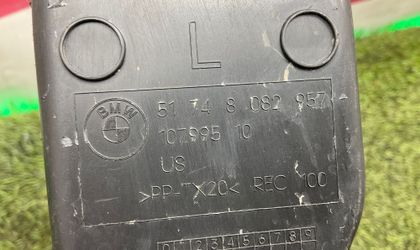 L
BMW
51 74 8 082 957
107995 10
US
>PP-TX20< REC 100
0 1 2 3 4 5 6 7 8 9